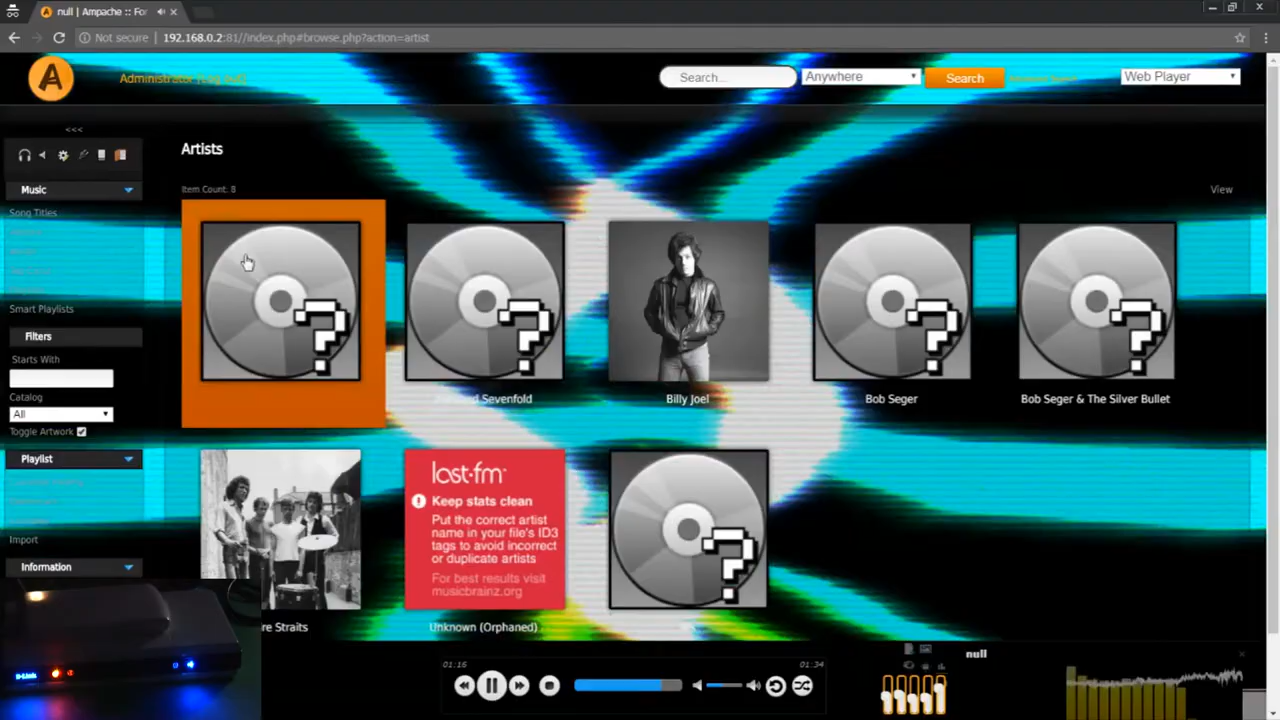 null | Ampache :: For
Not secure | 192.168.0.2:81//index.php#browse.php?action=artist
A
Administrator [Log out]
Search...
Anywhere
Search
Web Player
<<<
Music
Song Titles
Smart Playlists
Filters
Starts With
Catalog
All
Toggle Artwork
Playlist
Import
Information
Artists
Item Count: 8
View
Sevenfold
Billy Joel
Bob Seger
Bob Seger & The Silver Bullet
last.fm
Keep stats clean
Put the correct artist
name in your file's ID3
tags to avoid incorrect
or duplicate artists
For best results visit
musicbrainz.org
re Straits
Unknown (Orphaned)
01:16
01:34
null
D-Link